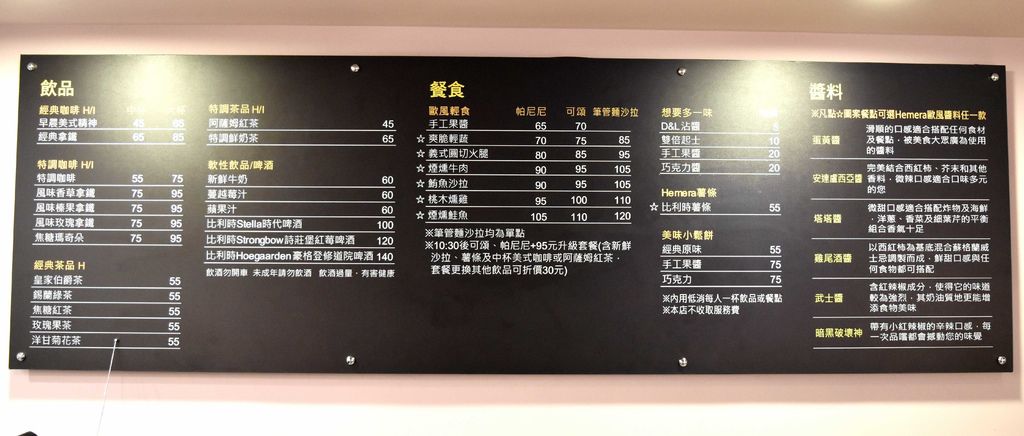 飲品
經典咖啡 H/I
早晨美式精神 45 65
經典拿鐵 65 85
特調咖啡 H/I
特調咖啡 55 75
風味香草拿鐵 75 95
風味榛果拿鐵 75 95
風味玫瑰拿鐵 75 95
焦糖瑪奇朵 75 95
經典茶品 H
皇家伯爵茶 55
錫蘭綠茶 55
焦糖紅茶 55
玫瑰果茶 55
洋甘菊花茶 55
特調茶品 H/I
阿薩姆紅茶 45
特調鮮奶茶 65
軟性飲品/啤酒
新鮮牛奶 60
蔓越莓汁 60
蘋果汁 60
比利時Stella時代啤酒 100
比利時Strongbow詩莊堡紅莓啤酒 120
比利時Hoegaarden豪格登修道院啤酒 140
飲酒勿開車 未成年請勿飲酒 飲酒過量，有害健康
餐食
歐風輕食 帕尼尼 可頌 筆管麵沙拉
手工果醬 65 70
☆ 爽脆輕蔬 70 75 85
☆ 義式圓切火腿 80 85 95
☆ 煙燻牛肉 90 95 105
☆ 鮪魚沙拉 90 95 105
☆ 桃木燻雞 95 100 110
☆ 煙燻鮭魚 105 110 120
※筆管麵沙拉均為單點
※10:30後可頌、帕尼尼+95元升級套餐(含新鮮
沙拉、薯條及中杯美式咖啡或阿薩姆紅茶，
套餐更換其他飲品可折價30元)
想要多一味
D&L沾醬 5
雙倍起士 10
手工果醬 20
巧克力醬 20
Hemera薯條
☆ 比利時薯條 55
美味小鬆餅
經典原味 55
手工果醬 75
巧克力 75
※內用低消每人一杯飲品或餐點
※本店不收取服務費
醬料
※凡點☆圖案餐點可選Hemera歐風醬料任一款
蛋黃醬 滑順的口感適合搭配任何食材
及餐點，被美食大眾廣為使用
的醬料
安達盧西亞醬 完美結合西紅柿、芥末和其他
香料，微辣口感適合口味多元
的您
塔塔醬 微甜口感適合搭配炸物及海鮮
，洋蔥、香菜及細葉芹的平衡
組合香氣十足
雞尾酒醬 以西紅柿為基底混合蘇格蘭威
士忌調製而成，鮮甜口感與任
何食物都可搭配
武士醬 含紅辣椒成分，使得它的味道
較為強烈，其奶油質地更能增
添食物美味
暗黑破壞神 帶有小紅辣椒的辛辣口感，每
一次品嚐都會撼動您的味覺